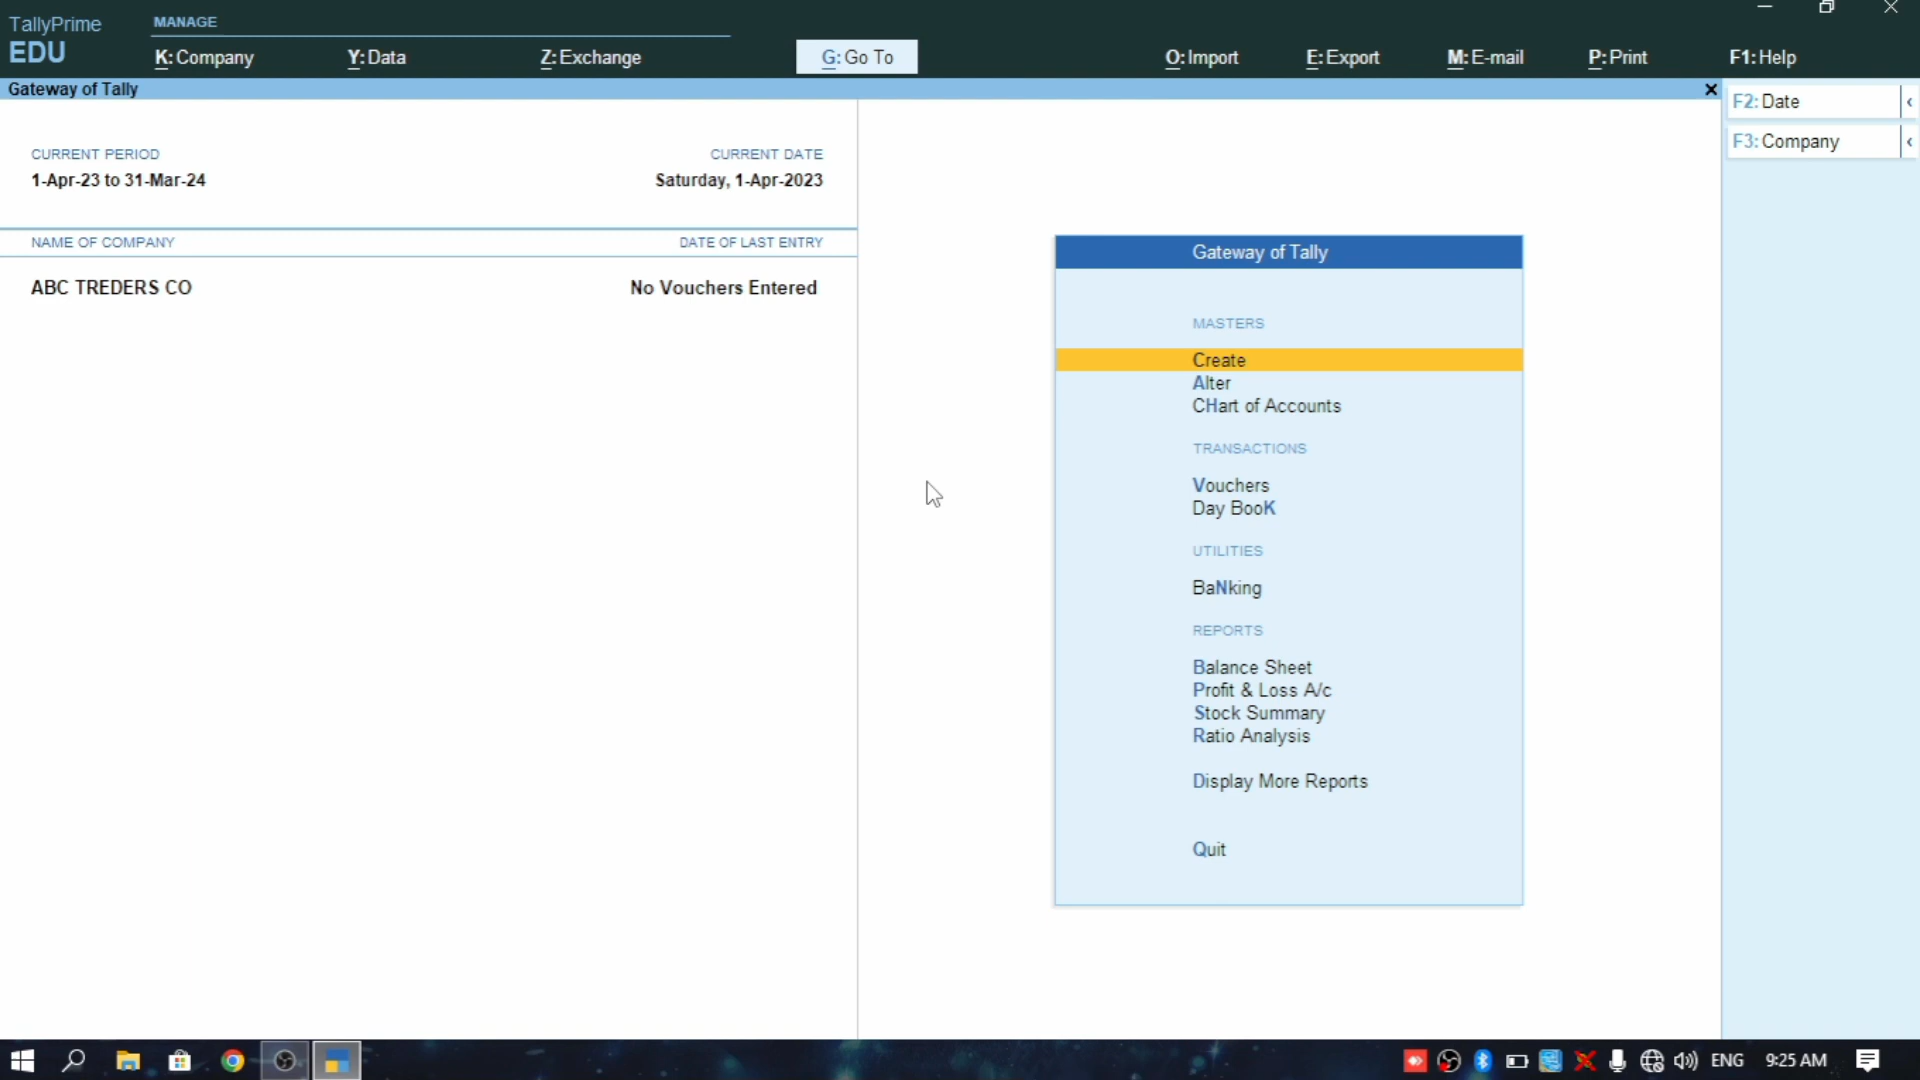 TallyPrime
EDU
MANAGE
K: Company
Y: Data
Z: Exchange
G: Go To
O: Import
E: Export
M: E-mail
P: Print
F1: Help
Gateway of Tally
F2: Date
F3: Company
CURRENT PERIOD
CURRENT DATE
1-Apr-23 to 31-Mar-24
Saturday, 1-Apr-2023
NAME OF COMPANY
DATE OF LAST ENTRY
ABC TREDERS CO
No Vouchers Entered
Gateway of Tally
MASTERS
Create
Alter
CHart of Accounts
TRANSACTIONS
Vouchers
Day BooK
UTILITIES
BaNking
REPORTS
Balance Sheet
Profit & Loss A/c
Stock Summary
Ratio Analysis
Display More Reports
Quit
ENG
9:25 AM